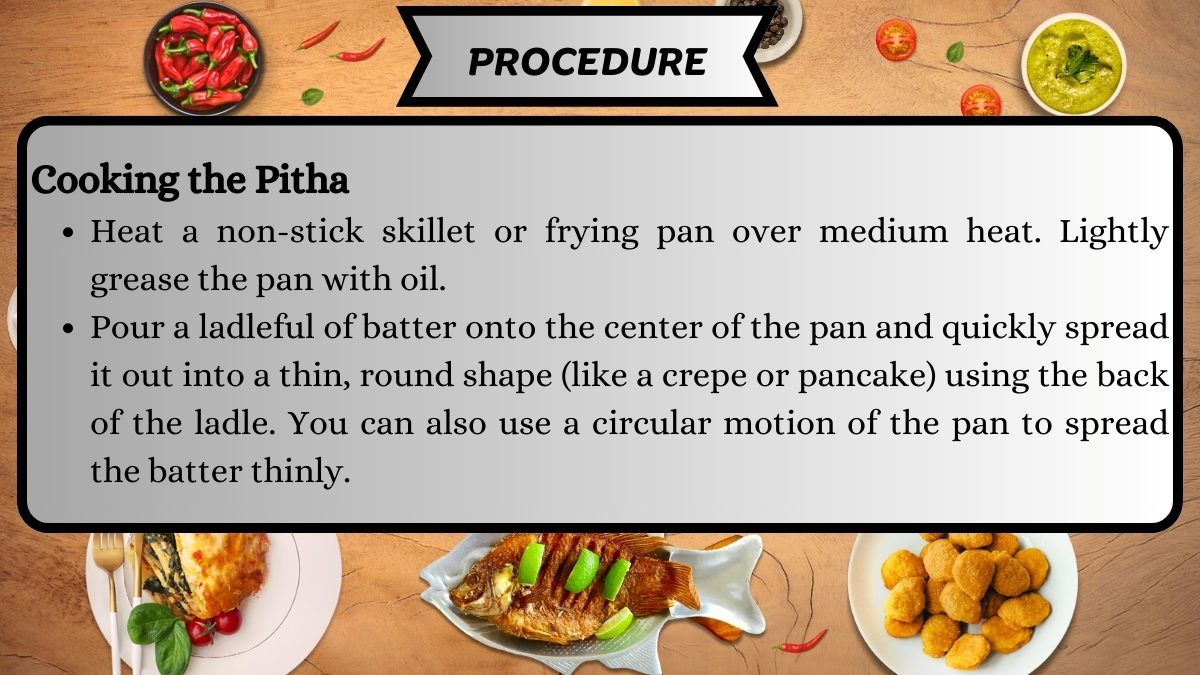 PROCEDURE
Cooking the Pitha
• Heat a non-stick skillet or frying pan over medium heat. Lightly
grease the pan with oil.
• Pour a ladleful of batter onto the center of the pan and quickly spread
it out into a thin, round shape (like a crepe or pancake) using the back
of the ladle. You can also use a circular motion of the pan to spread
the batter thinly.